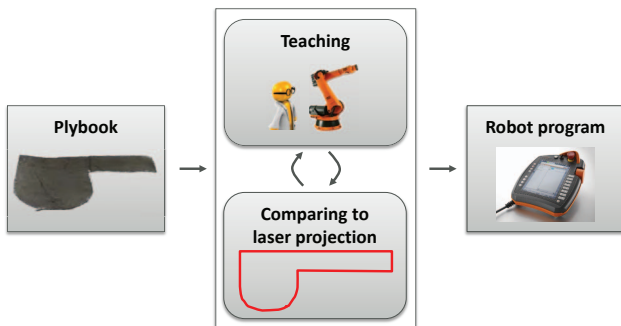 Plybook
Teaching
Comparing to
laser projection
Robot program